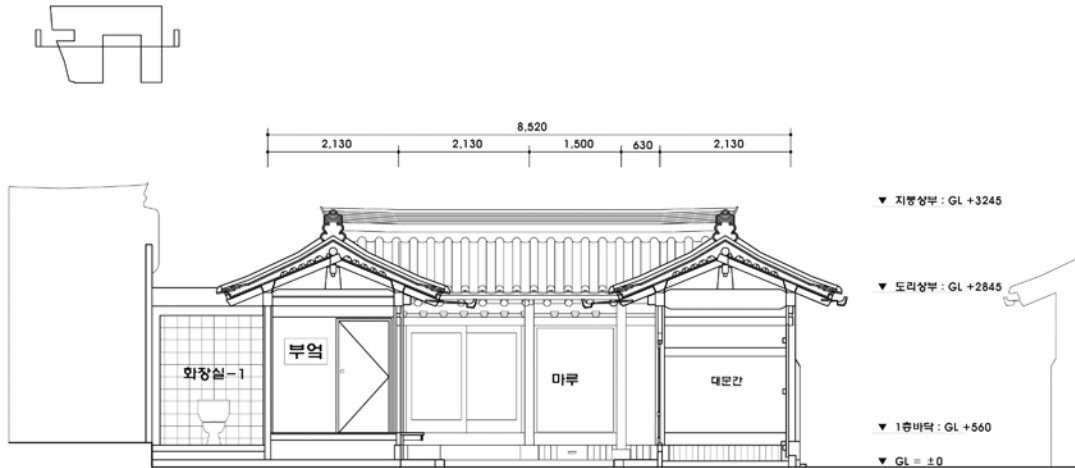 8,520
2,130 2,130 1,500 630 2,130
▼ 지붕상부 : GL +3245
▼ 도리상부 : GL +2845
부엌
화장실-1
마루
대문간
▼ 1층바닥 : GL +560
▼ GL = ±0